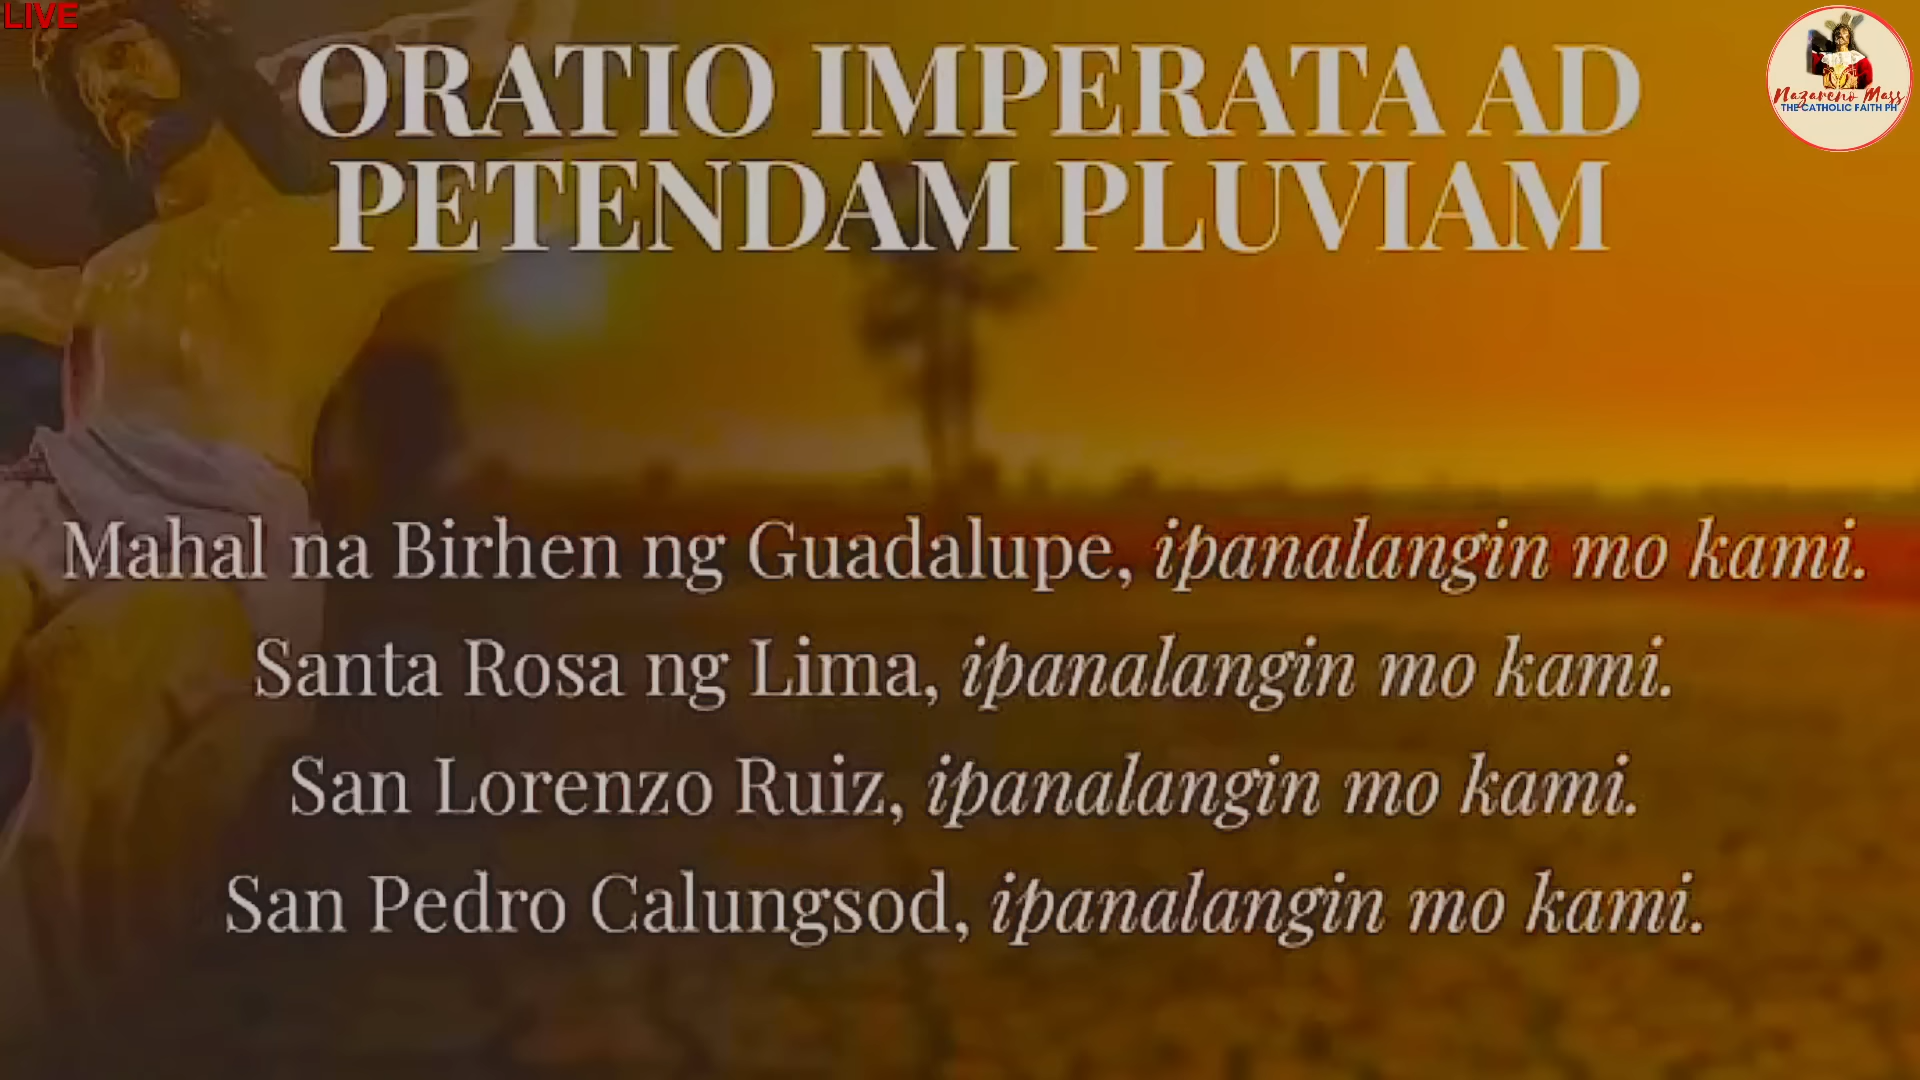 LIVE
ORATIO IMPERATA AD
PETENDAM PLUVIAM
Nazareno Mass
THE CATHOLIC FAITH PH
Mahal na Birhen ng Guadalupe, ipanalangin mo kami.
Santa Rosa ng Lima, ipanalangin mo kami.
San Lorenzo Ruiz, ipanalangin mo kami.
San Pedro Calungsod, ipanalangin mo kami.